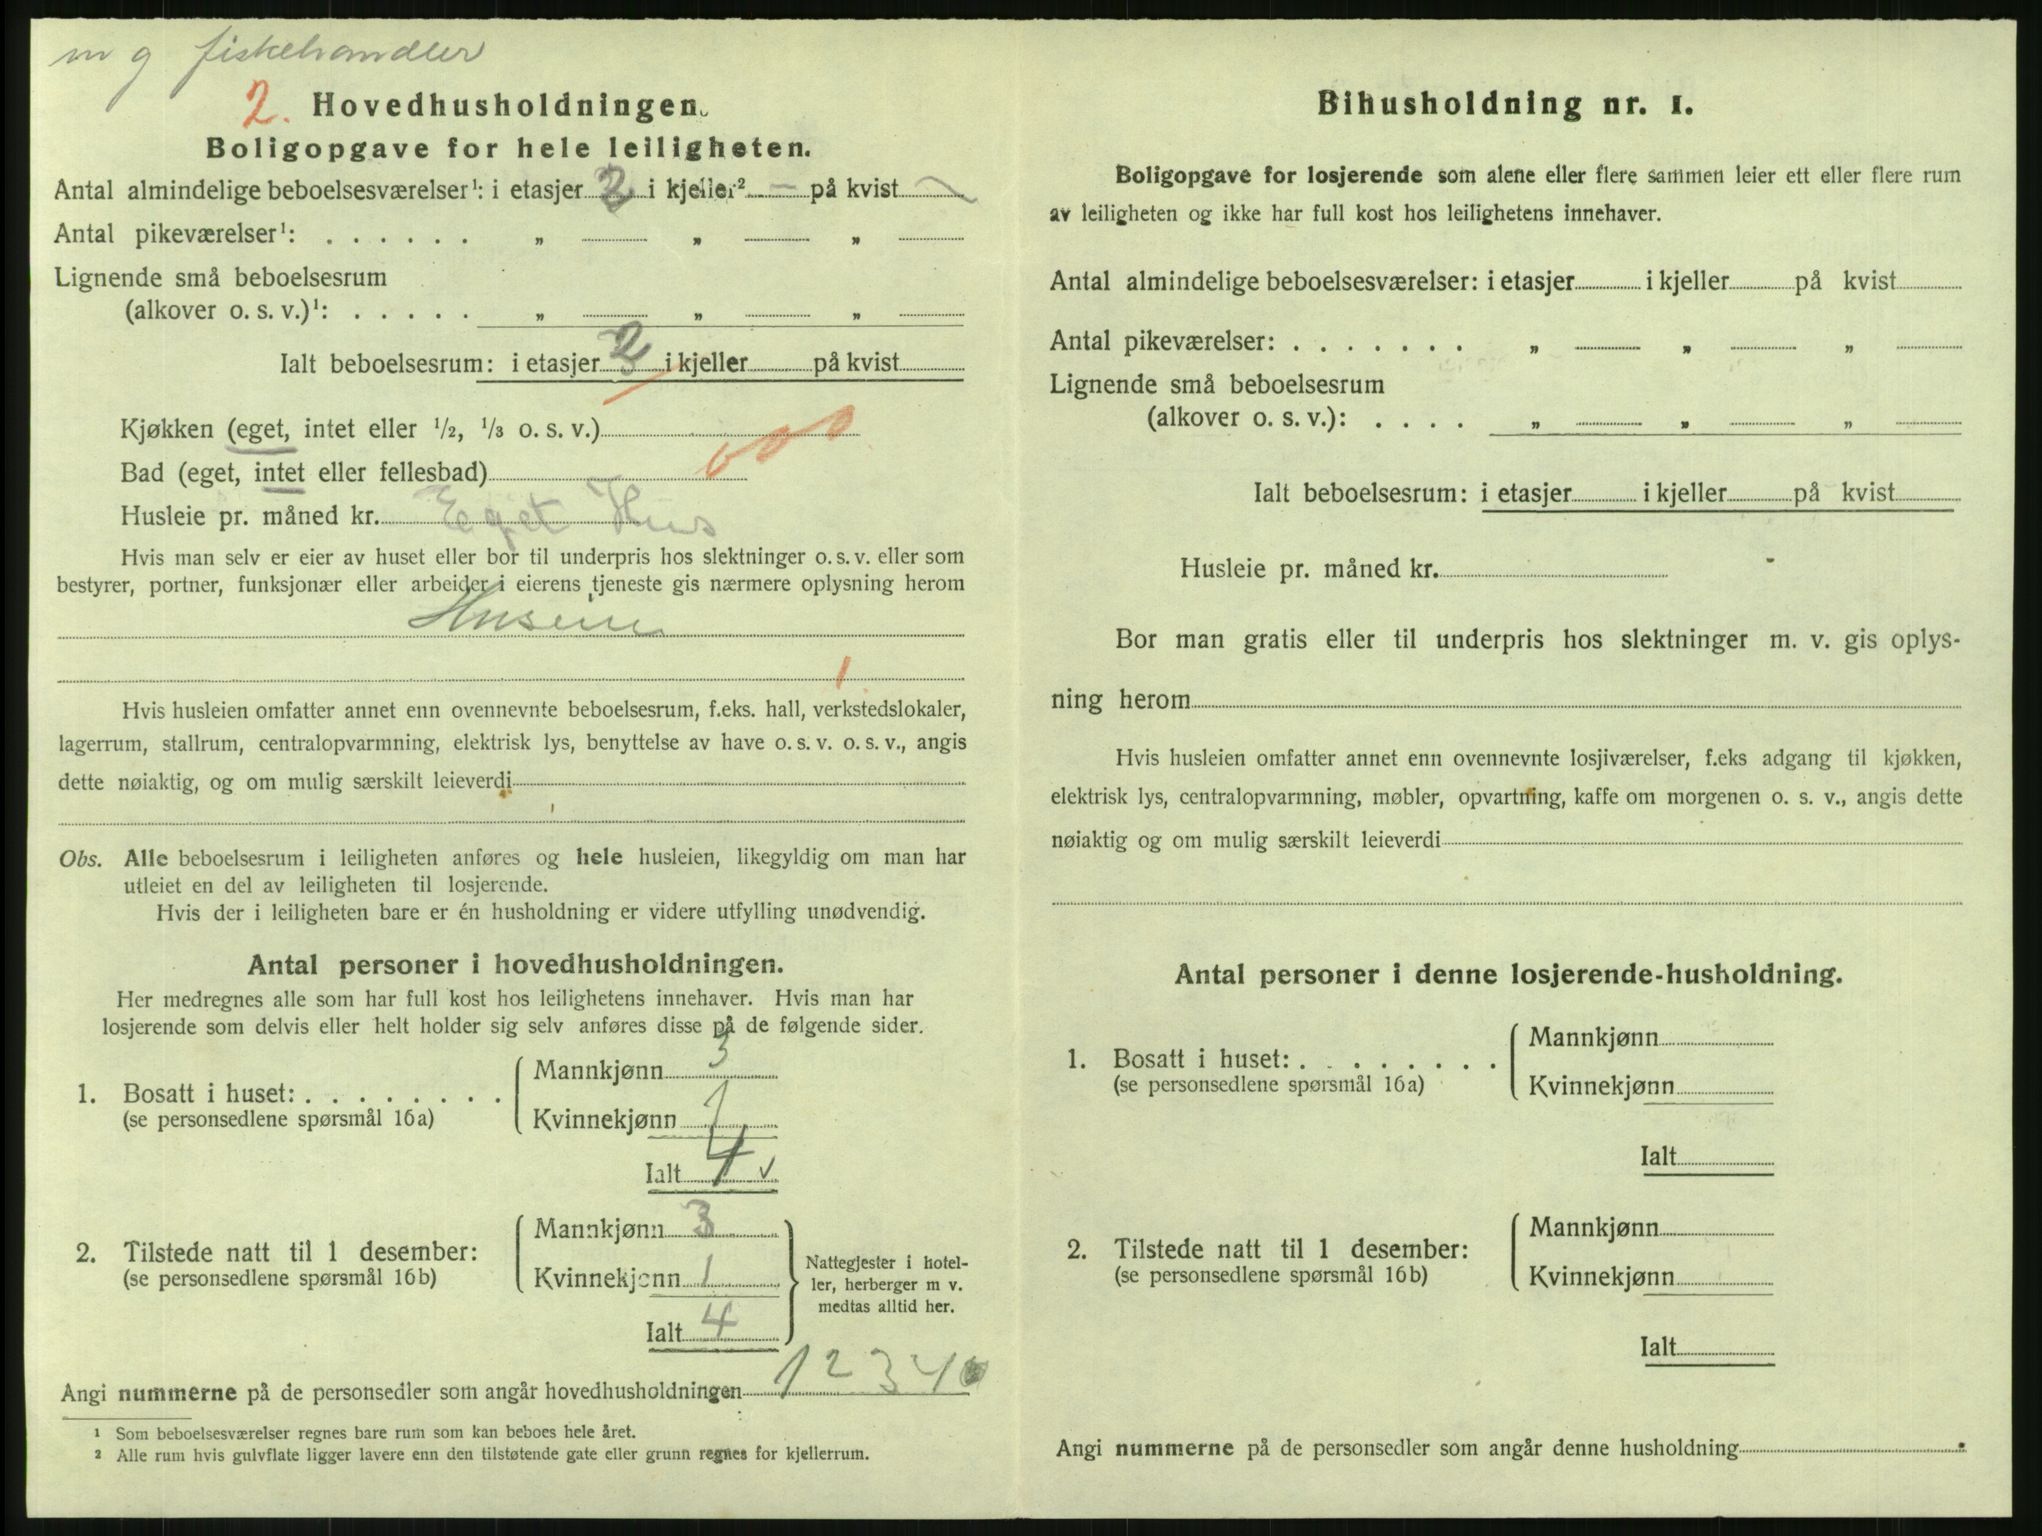 m g fiskehandler
2. Hovedhusholdningen.
Boligopgave for hele leiligheten.
Antal almindelige beboelsesværelser¹: i etasjer 2 i kjeller² — på kvist —
Antal pikeværelser¹: . . . . . . „ „ „
Lignende små beboelsesrum
(alkover o. s. v.)¹: . . . . . „ „ „
Ialt beboelsesrum: i etasjer 2 i kjeller på kvist
Kjøkken (eget, intet eller 1/2, 1/3 o. s. v.)
Bad (eget, intet eller fellesbad)
Husleie pr. måned kr. Eget Hus
Hvis man selv er eier av huset eller bor til underpris hos slektninger o. s. v. eller som
bestyrer, portner, funksjonær eller arbeider i eierens tjeneste gis nærmere oplysning herom
1
Hvis husleien omfatter annet enn ovennevnte beboelsesrum, f.eks. hall, verkstedslokaler,
lagerrum, stallrum, centralopvarmning, elektrisk lys, benyttelse av have o. s. v. o. s. v., angis
dette nøiaktig, og om mulig særskilt leieverdi
Obs. Alle beboelsesrum i leiligheten anføres og hele husleien, likegyldig om man har
utleiet en del av leiligheten til losjerende.
Hvis der i leiligheten bare er én husholdning er videre utfylling unødvendig.
Antal personer i hovedhusholdningen.
Her medregnes alle som har full kost hos leilighetens innehaver. Hvis man har
losjerende som delvis eller helt holder sig selv anføres disse på de følgende sider.
Mannkjønn 3
1. Bosatt i huset: . . . . . . . .
(se personsedlene spørsmål 16a)
Kvinnekjønn 1
Ialt 4 v
Mannkjønn 3
2. Tilstede natt til 1 desember:
(se personsedlene spørsmål 16b)
Kvinnekjønn 1
Ialt 4
Nattegjester i hotel-
ler, herberger m v.
medtas alltid her.
Angi nummerne på de personsedler som angår hovedhusholdningen 1 2 3 4
¹ Som beboelsesværelser regnes bare rum som kan beboes hele året.
² Alle rum hvis gulvflate ligger lavere enn den tilstøtende gate eller grunn regnes for kjellerrum.
Bihusholdning nr. 1.
Boligopgave for losjerende som alene eller flere sammen leier ett eller flere rum
av leiligheten og ikke har full kost hos leilighetens innehaver.
Antal almindelige beboelsesværelser: i etasjer i kjeller på kvist
Antal pikeværelser: . . . . . . . „ „ „
Lignende små beboelsesrum
(alkover o. s. v.): . . . . „ „ „
Ialt beboelsesrum: i etasjer i kjeller på kvist
Husleie pr. måned kr.
Bor man gratis eller til underpris hos slektninger m. v. gis oplys-
ning herom
Hvis husleien omfatter annet enn ovennevnte losjiværelser, f.eks adgang til kjøkken,
elektrisk lys, centralopvarmning, møbler, opvartning, kaffe om morgenen o. s. v., angis dette
nøiaktig og om mulig særskilt leieverdi
Antal personer i denne losjerende-husholdning.
Mannkjønn
1. Bosatt i huset: . . . . . . . .
(se personsedlene spørsmål 16a)
Kvinnekjønn
Ialt
Mannkjønn
2. Tilstede natt til 1 desember:
(se personsedlene spørsmål 16b)
Kvinnekjønn
Ialt
Angi nummerne på de personsedler som angår denne husholdning